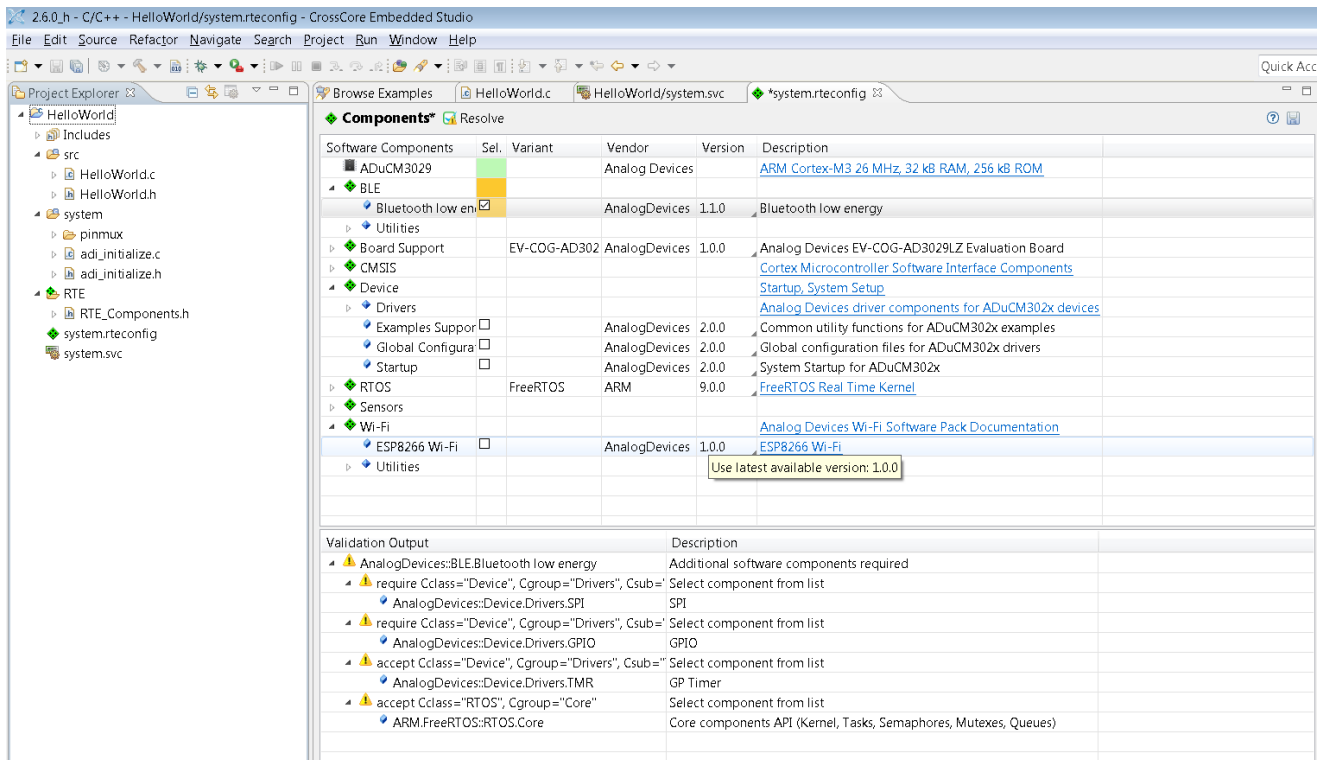 2.6.0_h - C/C++ - HelloWorld/system.rteconfig - CrossCore Embedded Studio
File Edit Source Refactor Navigate Search Project Run Window Help
Quick Acc
Project Explorer
Browse Examples HelloWorld.c HelloWorld/system.svc *system.rteconfig
HelloWorld
Includes
src
HelloWorld.c
HelloWorld.h
system
pinmux
adi_initialize.c
adi_initialize.h
RTE
RTE_Components.h
system.rteconfig
system.svc
Components* Resolve
Software Components Sel. Variant Vendor Version Description
ADuCM3029 Analog Devices ARM Cortex-M3 26 MHz, 32 kB RAM, 256 kB ROM
BLE
Bluetooth low en AnalogDevices 1.1.0 Bluetooth low energy
Utilities
Board Support EV-COG-AD302 AnalogDevices 1.0.0 Analog Devices EV-COG-AD3029LZ Evaluation Board
CMSIS Cortex Microcontroller Software Interface Components
Device Startup, System Setup
Drivers Analog Devices driver components for ADuCM302x devices
Examples Suppor AnalogDevices 2.0.0 Common utility functions for ADuCM302x examples
Global Configura AnalogDevices 2.0.0 Global configuration files for ADuCM302x drivers
Startup AnalogDevices 2.0.0 System Startup for ADuCM302x
RTOS FreeRTOS ARM 9.0.0 FreeRTOS Real Time Kernel
Sensors
Wi-Fi Analog Devices Wi-Fi Software Pack Documentation
ESP8266 Wi-Fi AnalogDevices 1.0.0 ESP8266 Wi-Fi
Utilities Use latest available version: 1.0.0
Validation Output Description
AnalogDevices::BLE.Bluetooth low energy Additional software components required
require Cclass="Device", Cgroup="Drivers", Csub=' Select component from list
AnalogDevices::Device.Drivers.SPI SPI
require Cclass="Device", Cgroup="Drivers", Csub=' Select component from list
AnalogDevices::Device.Drivers.GPIO GPIO
accept Cclass="Device", Cgroup="Drivers", Csub=" Select component from list
AnalogDevices::Device.Drivers.TMR GP Timer
accept Cclass="RTOS", Cgroup="Core" Select component from list
ARM.FreeRTOS::RTOS.Core Core components API (Kernel, Tasks, Semaphores, Mutexes, Queues)